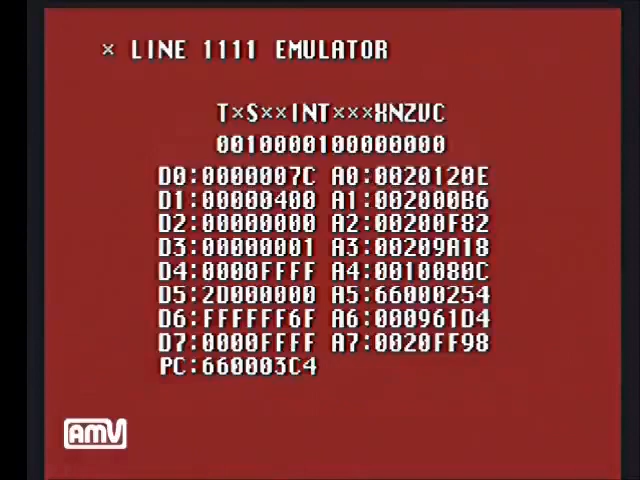 × LINE 1111 EMULATOR
T×S××INT×××XNZVC
0010000100000000
D0:0000007C A0:0020120E
D1:00000400 A1:002000B6
D2:00000000 A2:00200F82
D3:00000001 A3:00209A18
D4:0000FFFF A4:0010080C
D5:2D000000 A5:66000254
D6:FFFFFF6F A6:000961D4
D7:0000FFFF A7:0020FF98
PC:660003C4
AMV